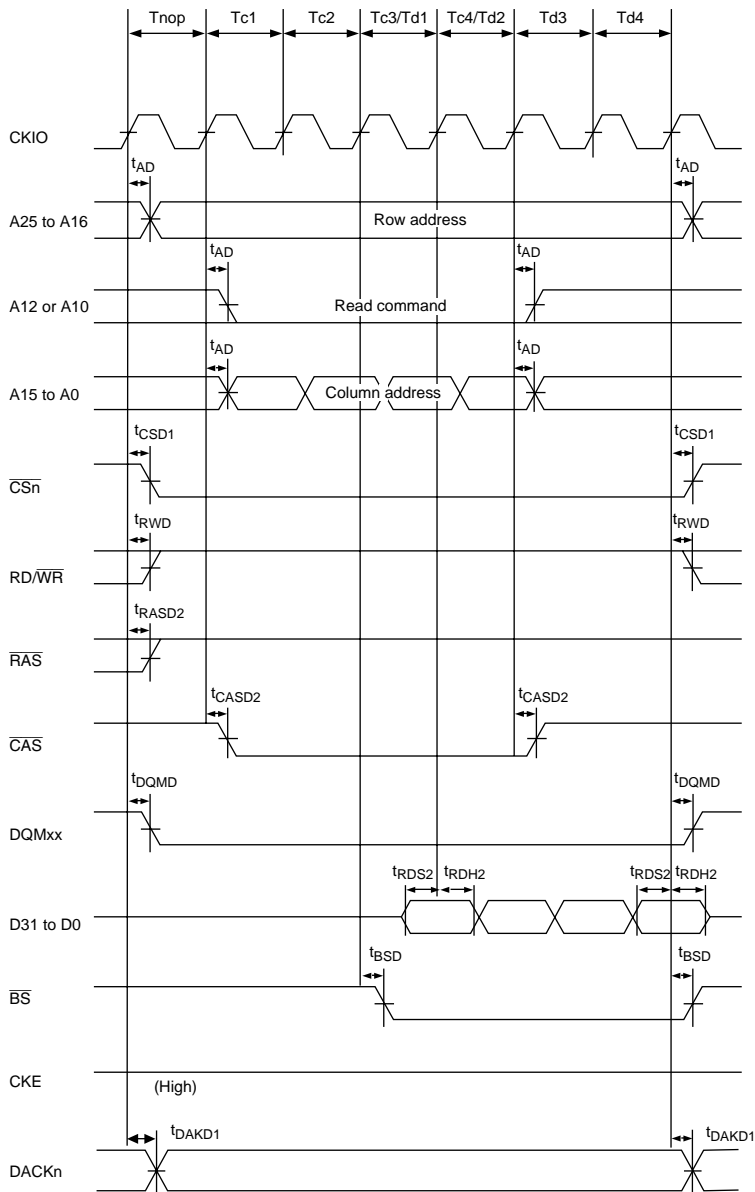 Tnop Tc1 Tc2 Tc3/Td1 Tc4/Td2 Td3 Td4
CKIO
tAD tAD
A25 to A16 Row address
tAD tAD
A12 or A10 Read command
tAD tAD
A15 to A0 Column address
tCSD1 tCSD1
CSn
tRWD tRWD
RD/WR
tRASD2
RAS
tCASD2 tCASD2
CAS
tDQMD tDQMD
DQMxx
tRDS2 tRDH2 tRDS2 tRDH2
D31 to D0
tBSD tBSD
BS
CKE (High)
tDAKD1 tDAKD1
DACKn